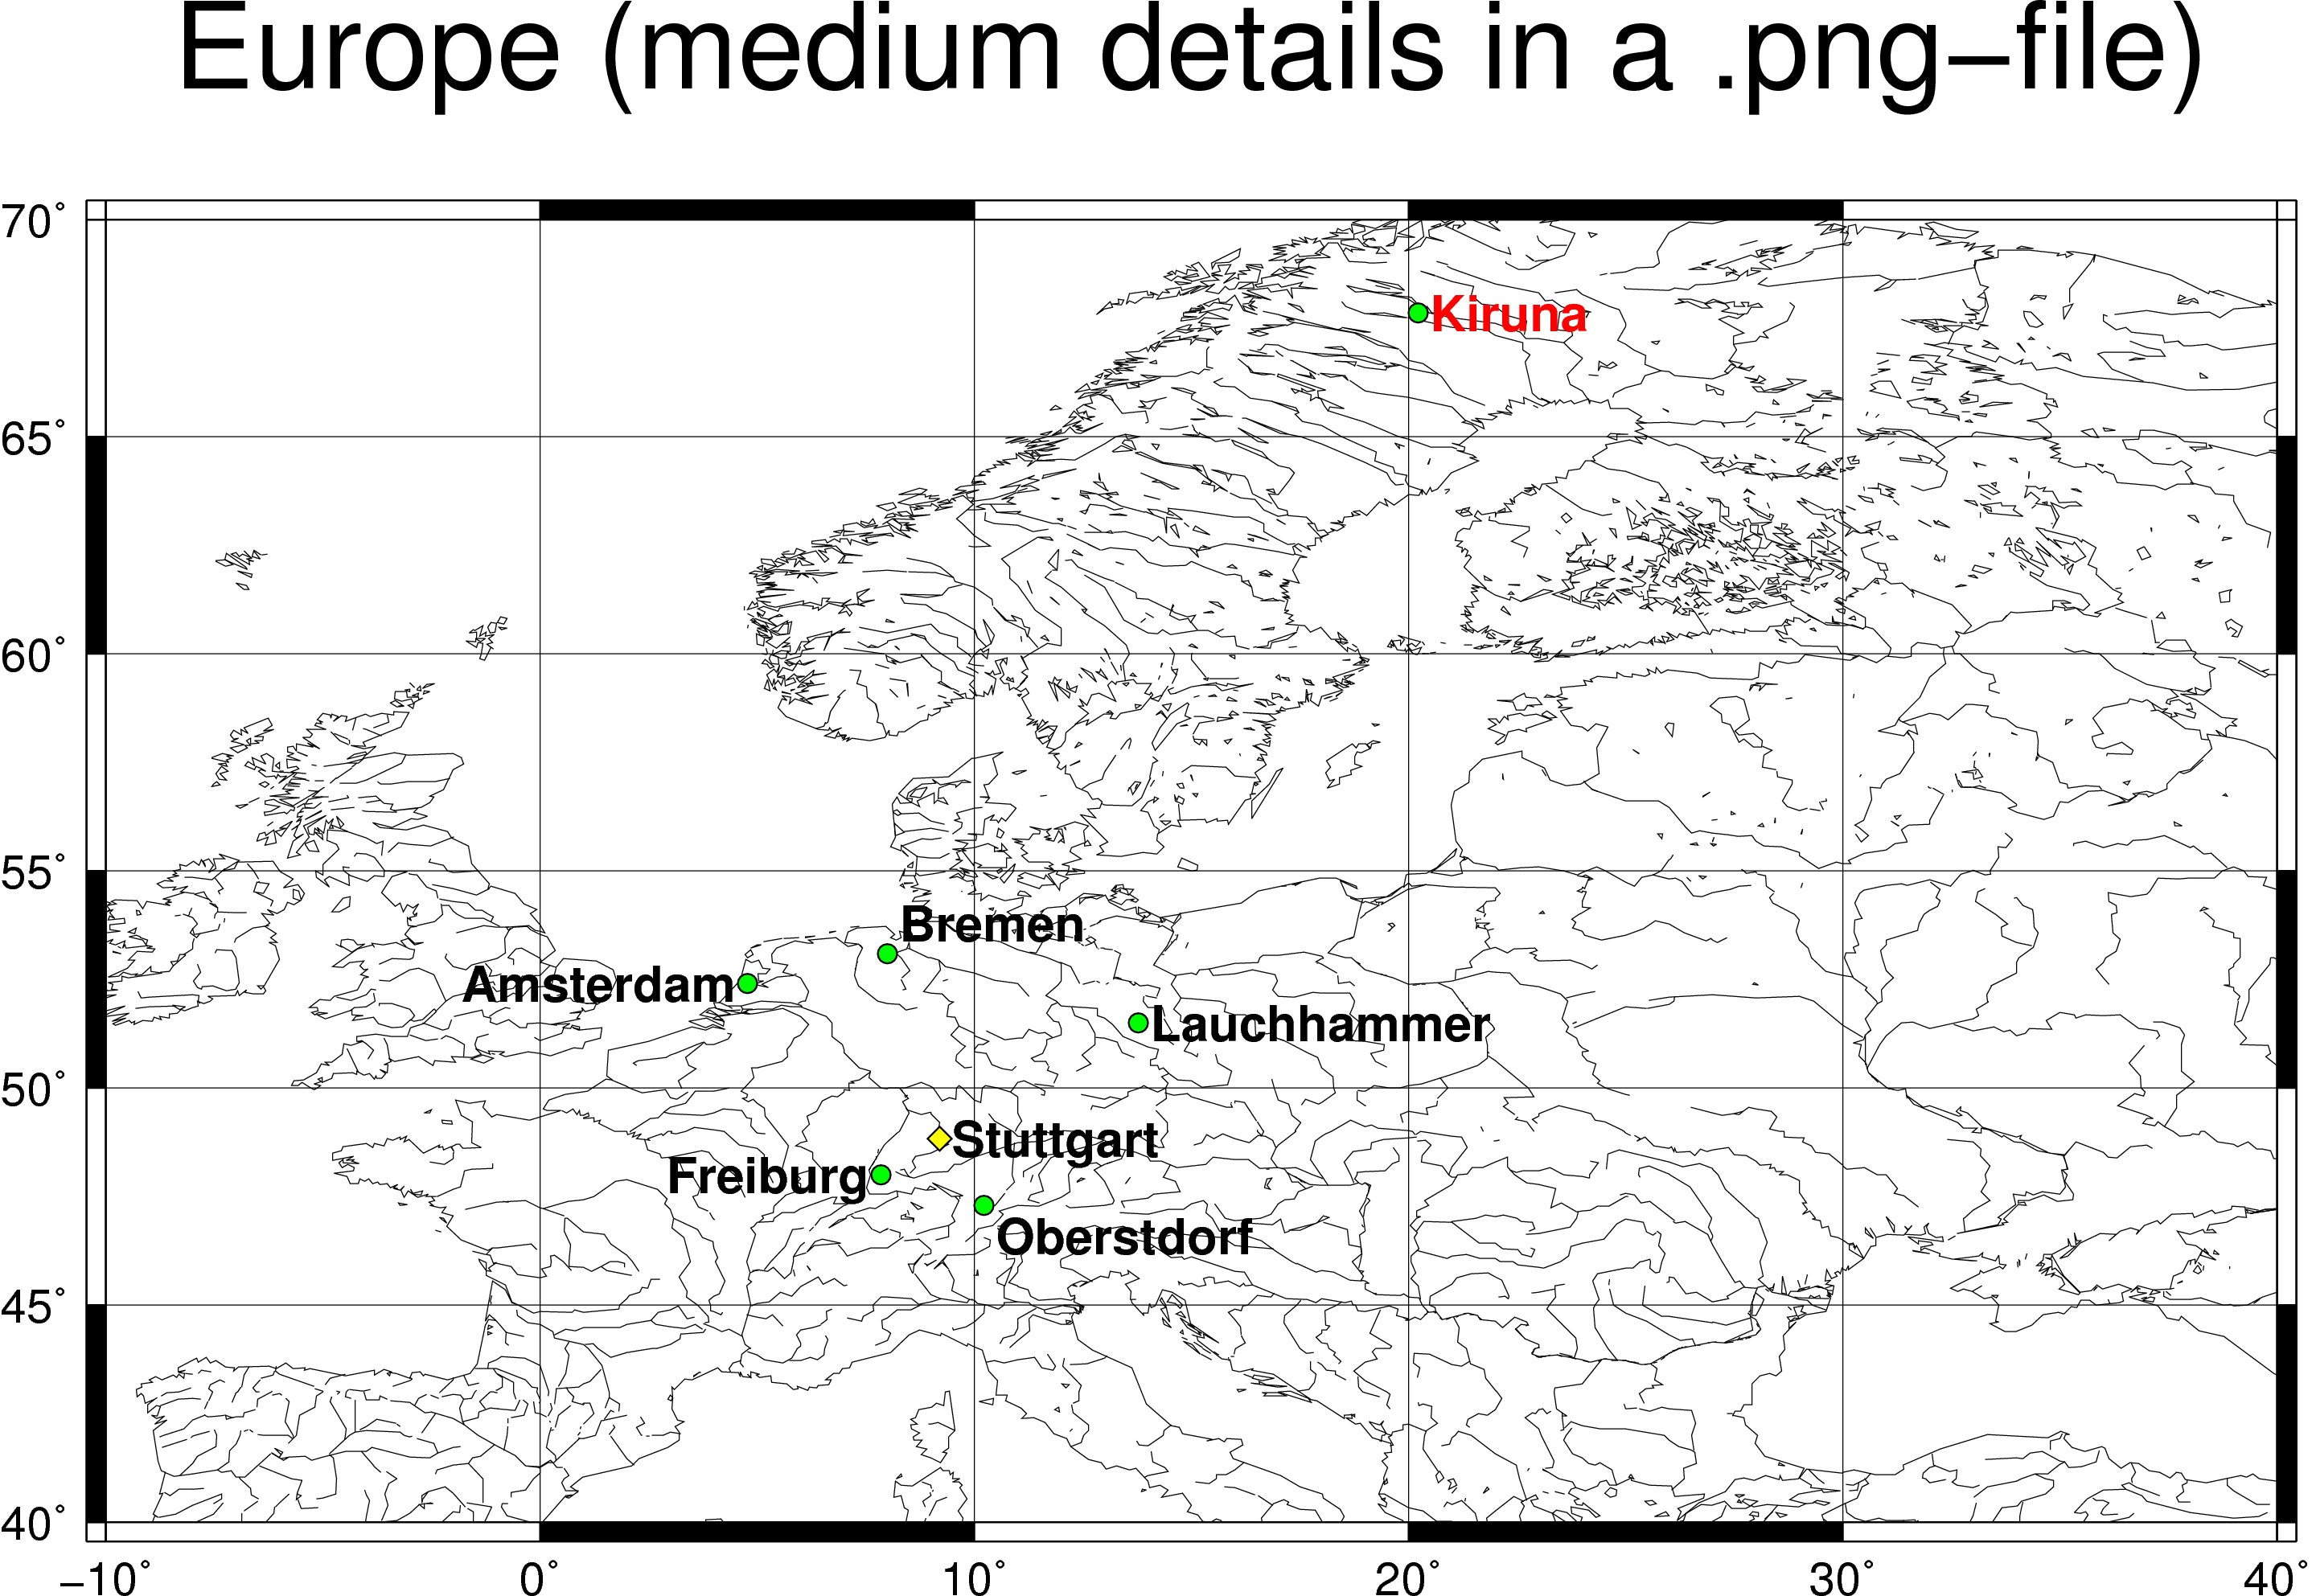 Europe (medium details in a .png−file)
70°
Kiruna
65°
60°
55°
Bremen
Amsterdam
Lauchhammer
50°
Stuttgart
Freiburg
Oberstdorf
45°
40°
−10° 0° 10° 20° 30° 40°